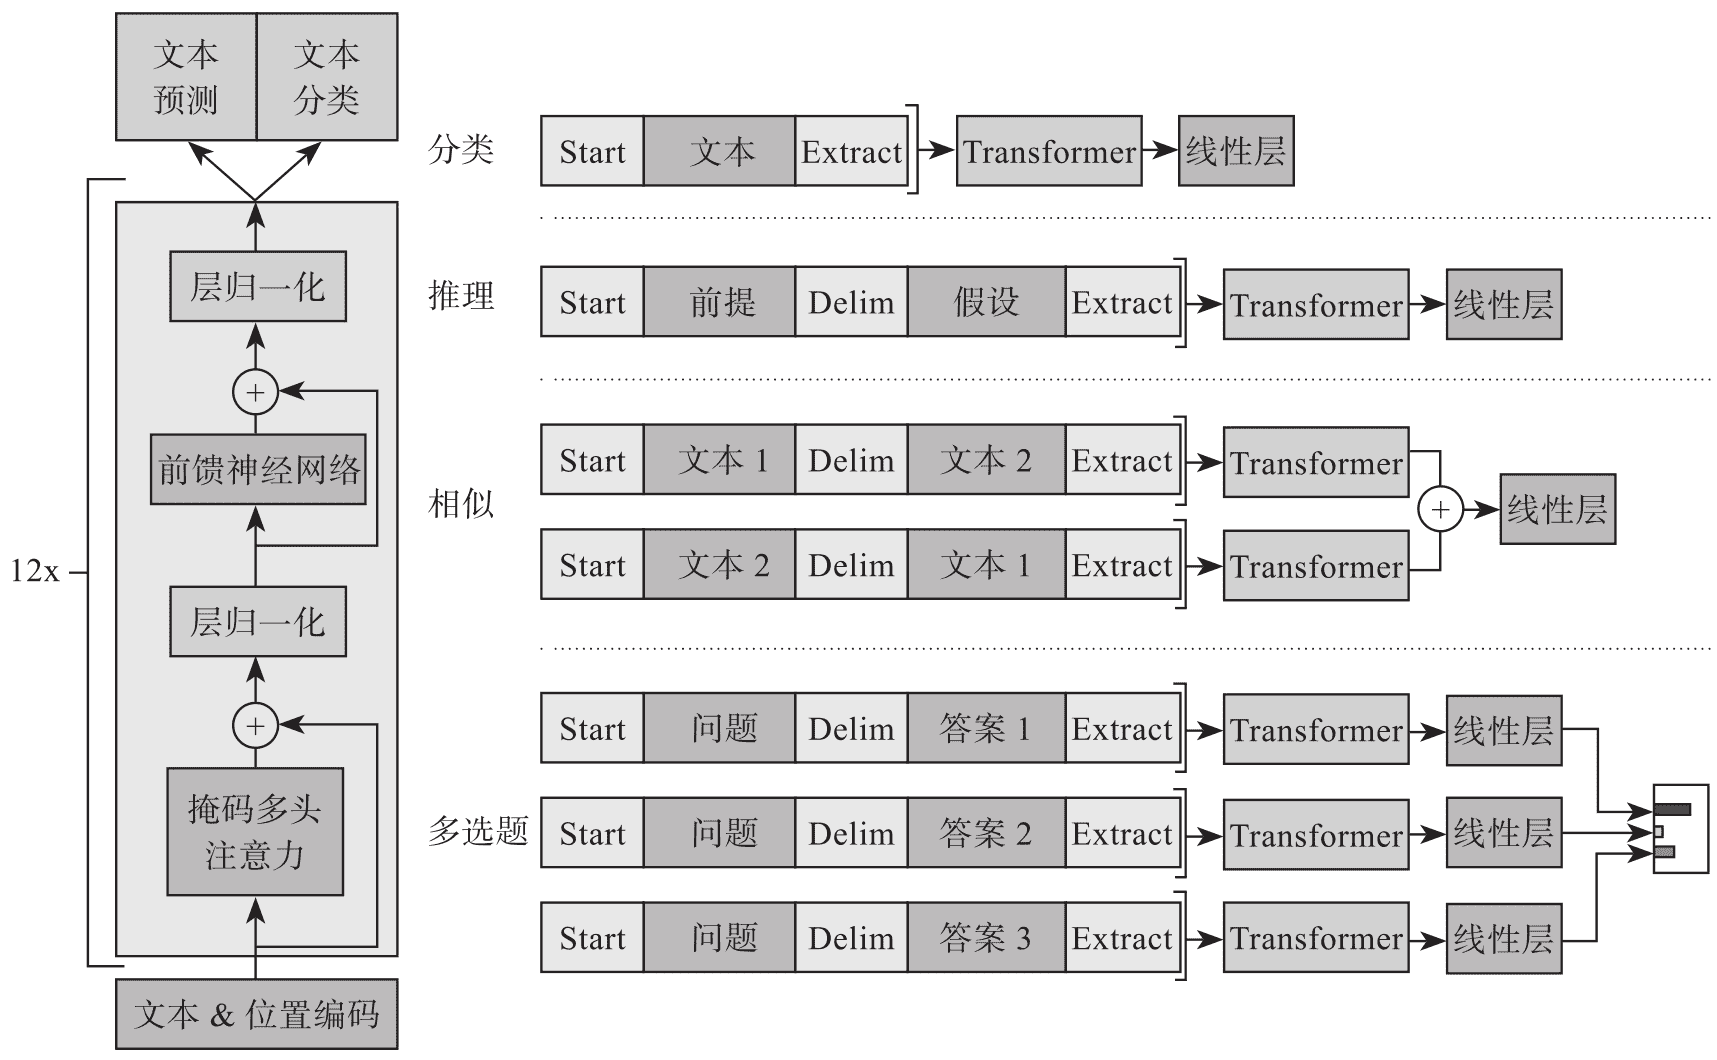 文本
预测
文本
分类
层归一化
+
前馈神经网络
层归一化
+
掩码多头
注意力
12x
文本 & 位置编码
分类
Start 文本 Extract Transformer 线性层
推理
Start 前提 Delim 假设 Extract Transformer 线性层
相似
Start 文本 1 Delim 文本 2 Extract Transformer
Start 文本 2 Delim 文本 1 Extract Transformer
+
线性层
多选题
Start 问题 Delim 答案 1 Extract Transformer 线性层
Start 问题 Delim 答案 2 Extract Transformer 线性层
Start 问题 Delim 答案 3 Extract Transformer 线性层